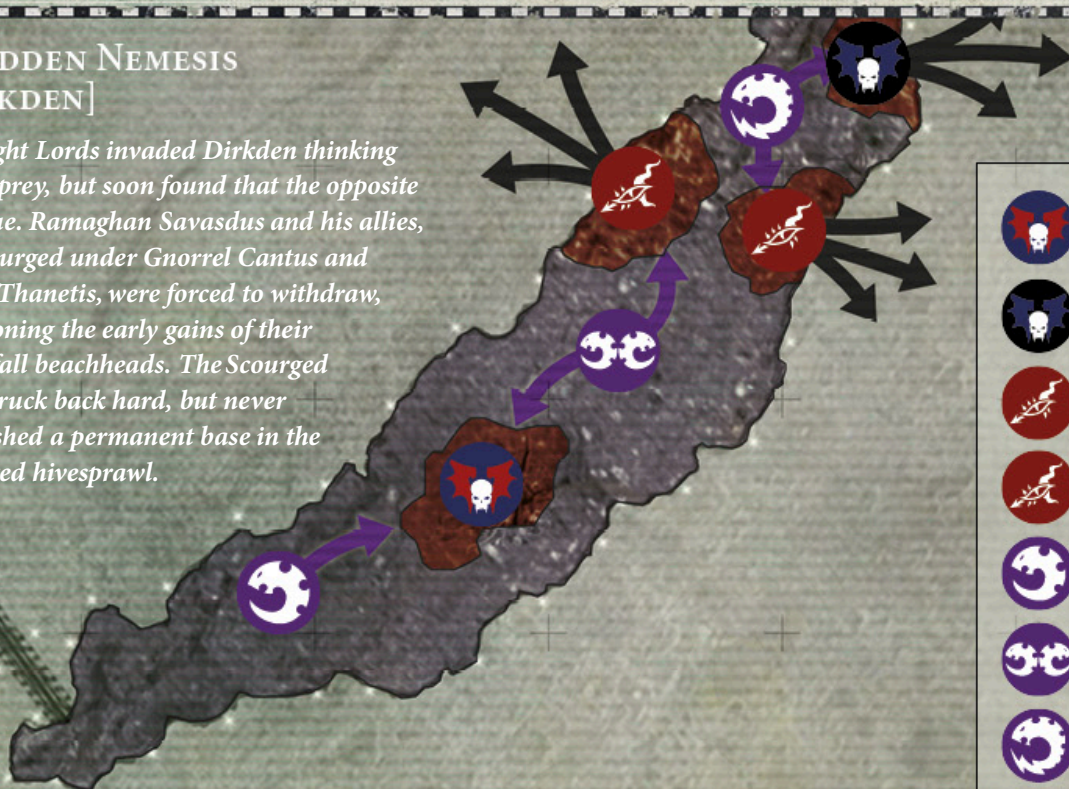 DDEN NEMESIS
KDEN]
ght Lords invaded Dirkden thinking
prey, but soon found that the opposite
ue. Ramaghan Savasdus and his allies,
urged under Gnorrel Cantus and
Thanetis, were forced to withdraw,
oning the early gains of their
fall beachheads. The Scourged
ruck back hard, but never
shed a permanent base in the
ed hivesprawl.